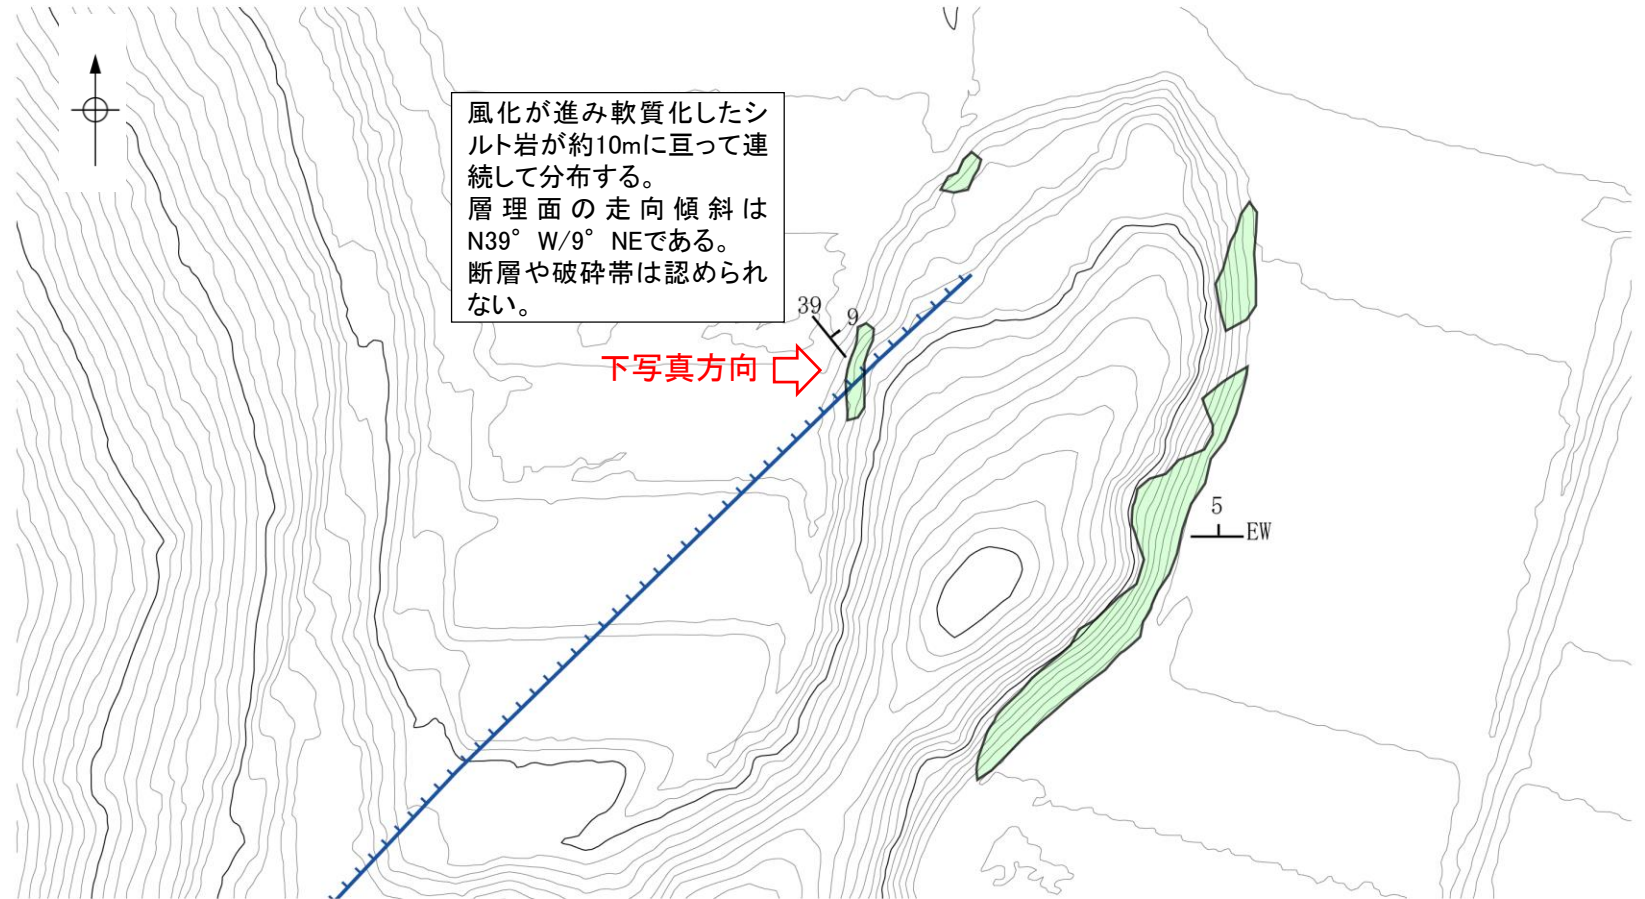 風化が進み軟質化したシ
ルト岩が約10mに亘って連
続して分布する。
層理面の走向傾斜は
N39°W/9°NEである。
断層や破砕帯は認められ
ない。
39
9
下写真方向
5
EW